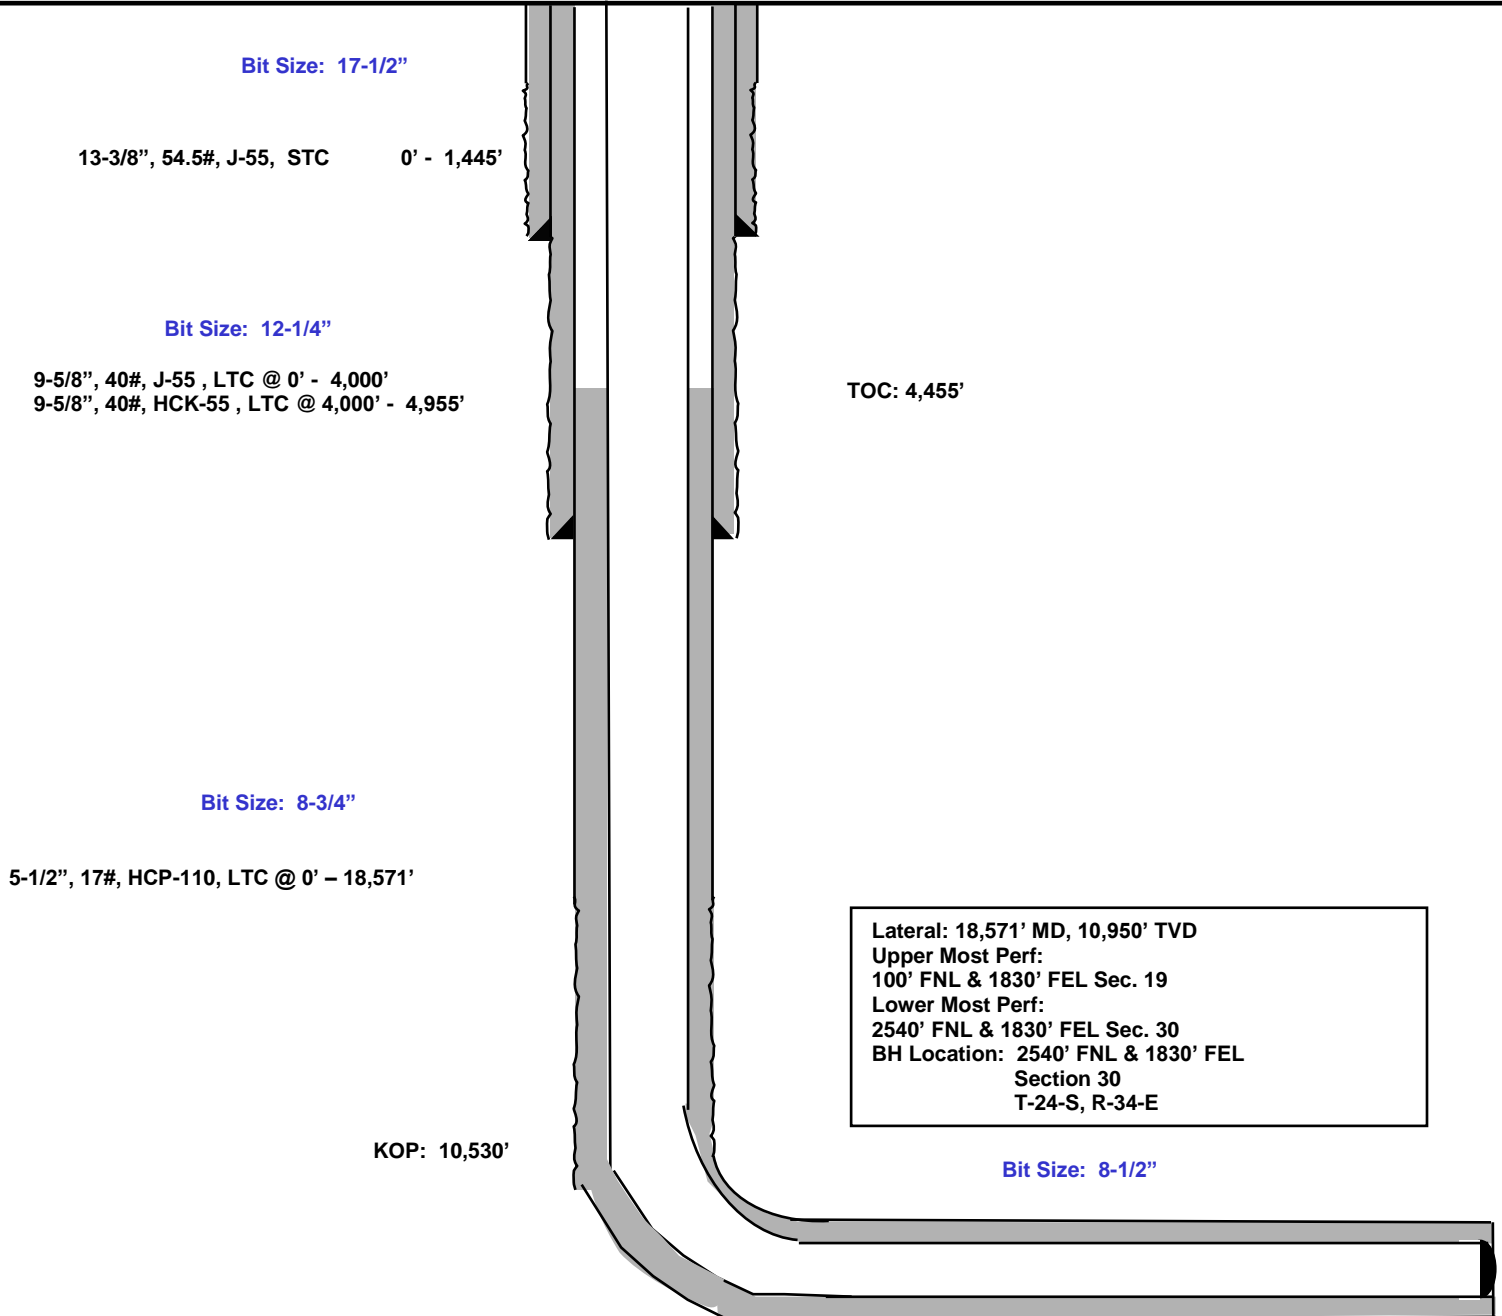 Bit Size: 17-1/2”
13-3/8”, 54.5#, J-55, STC 0’ - 1,445’
Bit Size: 12-1/4”
9-5/8”, 40#, J-55 , LTC @ 0’ - 4,000’
9-5/8”, 40#, HCK-55 , LTC @ 4,000’ - 4,955’
TOC: 4,455’
Bit Size: 8-3/4”
5-1/2”, 17#, HCP-110, LTC @ 0’ – 18,571’
Lateral: 18,571’ MD, 10,950’ TVD
Upper Most Perf:
100’ FNL & 1830’ FEL Sec. 19
Lower Most Perf:
2540’ FNL & 1830’ FEL Sec. 30
BH Location: 2540’ FNL & 1830’ FEL
Section 30
T-24-S, R-34-E
KOP: 10,530’
Bit Size: 8-1/2”